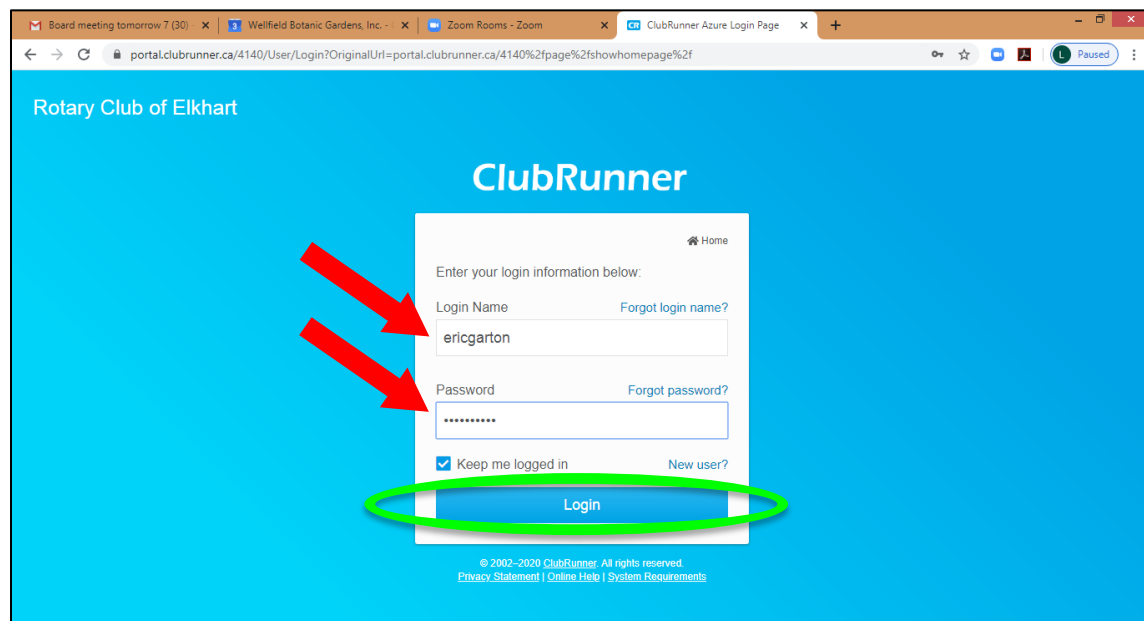 Board meeting tomorrow 7 (30)
3 Wellfield Botanic Gardens, Inc. -
Zoom Rooms - Zoom
CR ClubRunner Azure Login Page
portal.clubrunner.ca/4140/User/Login?OriginalUrl=portal.clubrunner.ca/4140%2fpage%2fshowhomepage%2f
L Paused
Rotary Club of Elkhart
ClubRunner
Home
Enter your login information below:
Login Name Forgot login name?
ericgarton
Password Forgot password?
••••••••••
Keep me logged in New user?
Login
© 2002–2020 ClubRunner. All rights reserved.
Privacy Statement | Online Help | System Requirements